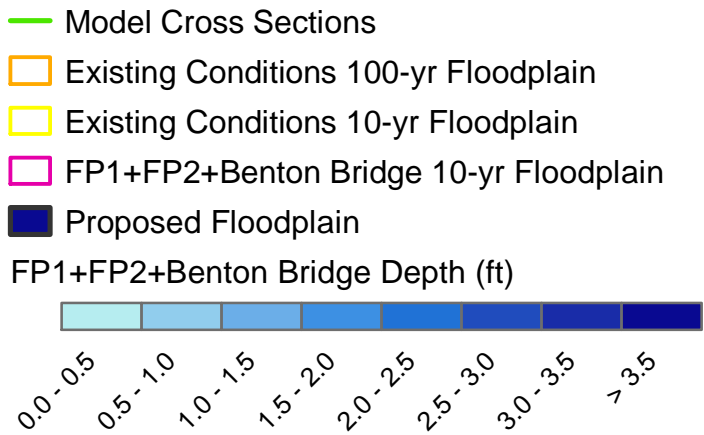 Model Cross Sections
Existing Conditions 100-yr Floodplain
Existing Conditions 10-yr Floodplain
FP1+FP2+Benton Bridge 10-yr Floodplain
Proposed Floodplain
FP1+FP2+Benton Bridge Depth (ft)
0.0 - 0.5
0.5 - 1.0
1.0 - 1.5
1.5 - 2.0
2.0 - 2.5
2.5 - 3.0
3.0 - 3.5
> 3.5